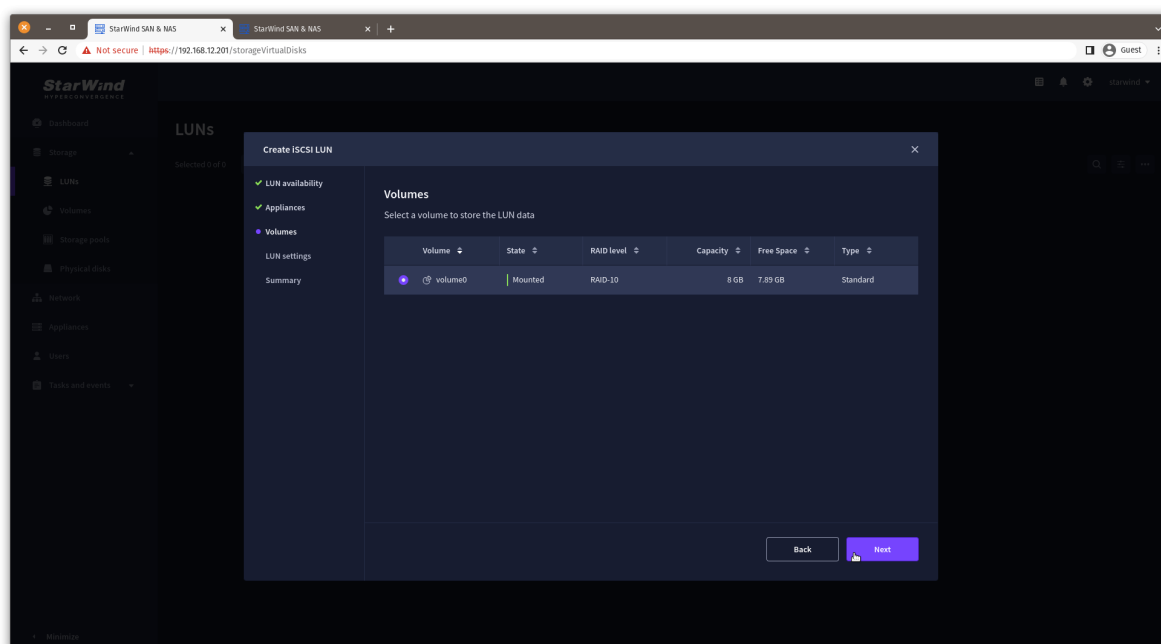 StarWind SAN & NAS
StarWind SAN & NAS
Not secure | https://192.168.12.201/storageVirtualDisks
Guest
StarWind
HYPERCONVERGENCE
starwind
Dashboard
Storage
LUNs
Volumes
Storage pools
Physical disks
Network
Appliances
Users
Tasks and events
Minimize
LUNs
Selected 0 of 0
Create iSCSI LUN
LUN availability
Appliances
Volumes
LUN settings
Summary
Volumes
Select a volume to store the LUN data
Volume State RAID level Capacity Free Space Type
volume0 Mounted RAID-10 8 GB 7.89 GB Standard
Back Next